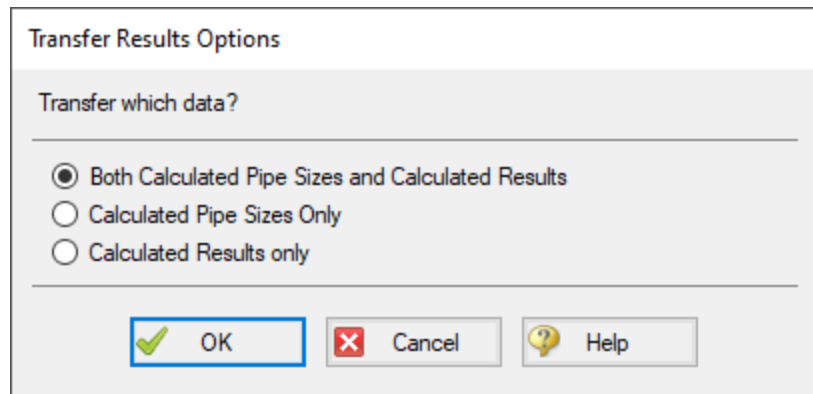 Transfer Results Options
Transfer which data?
Both Calculated Pipe Sizes and Calculated Results
Calculated Pipe Sizes Only
Calculated Results only
OK Cancel Help